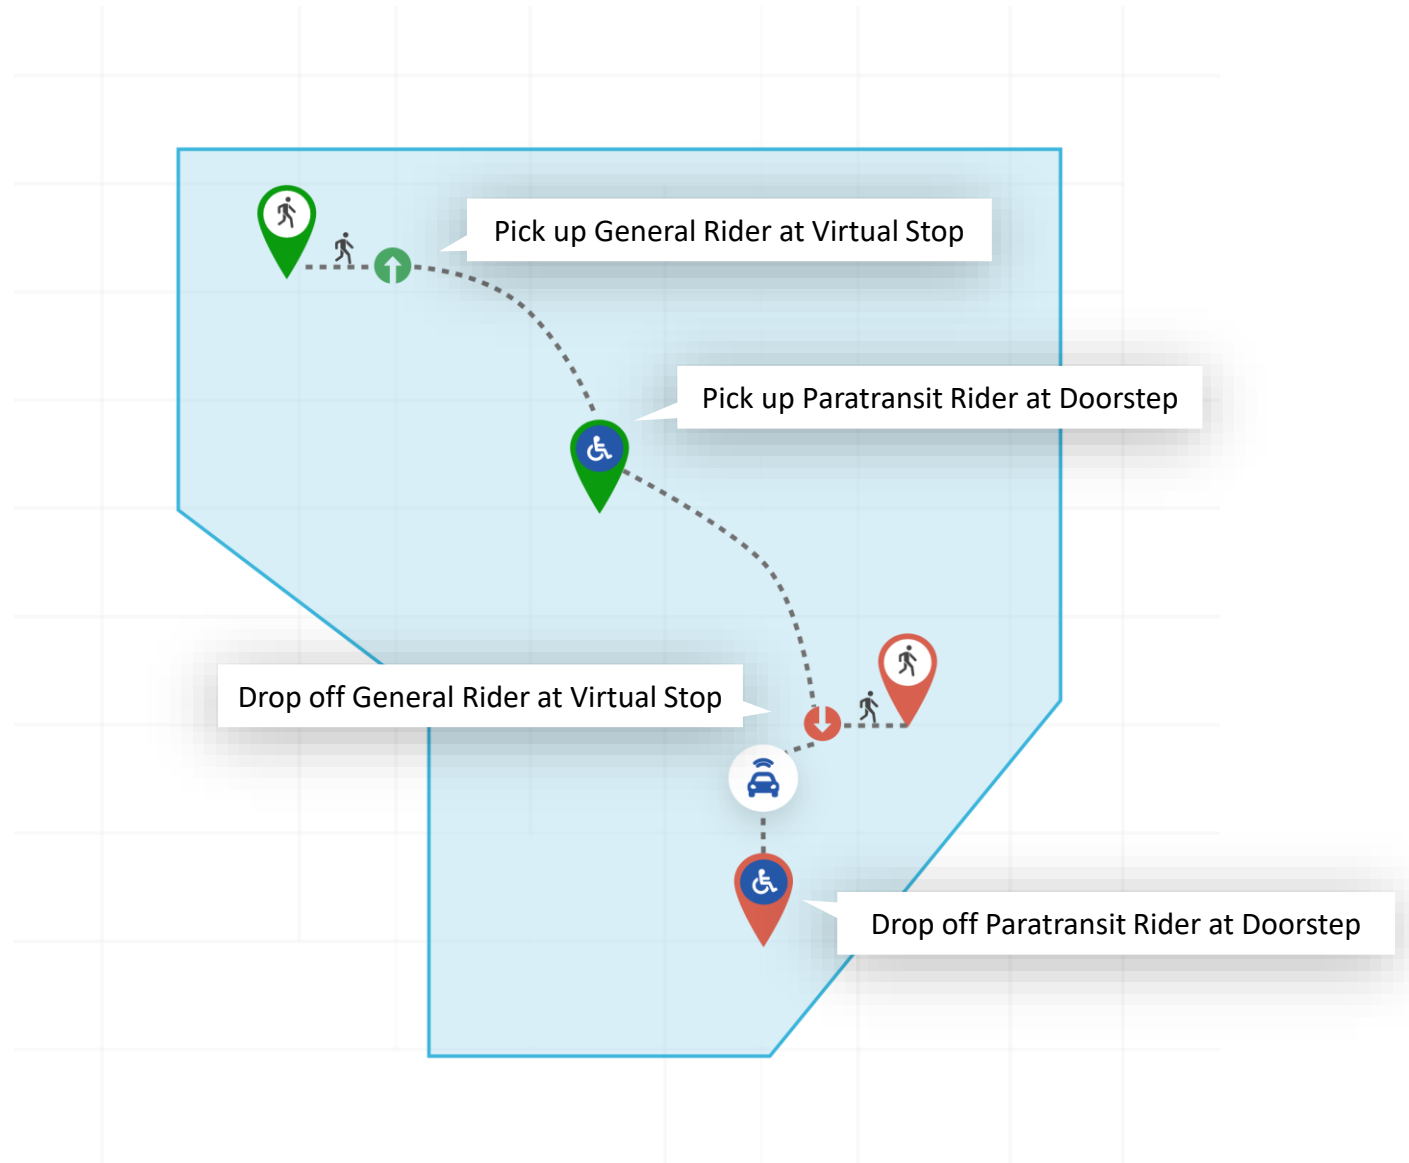 Pick up General Rider at Virtual Stop
Pick up Paratransit Rider at Doorstep
Drop off General Rider at Virtual Stop
Drop off Paratransit Rider at Doorstep